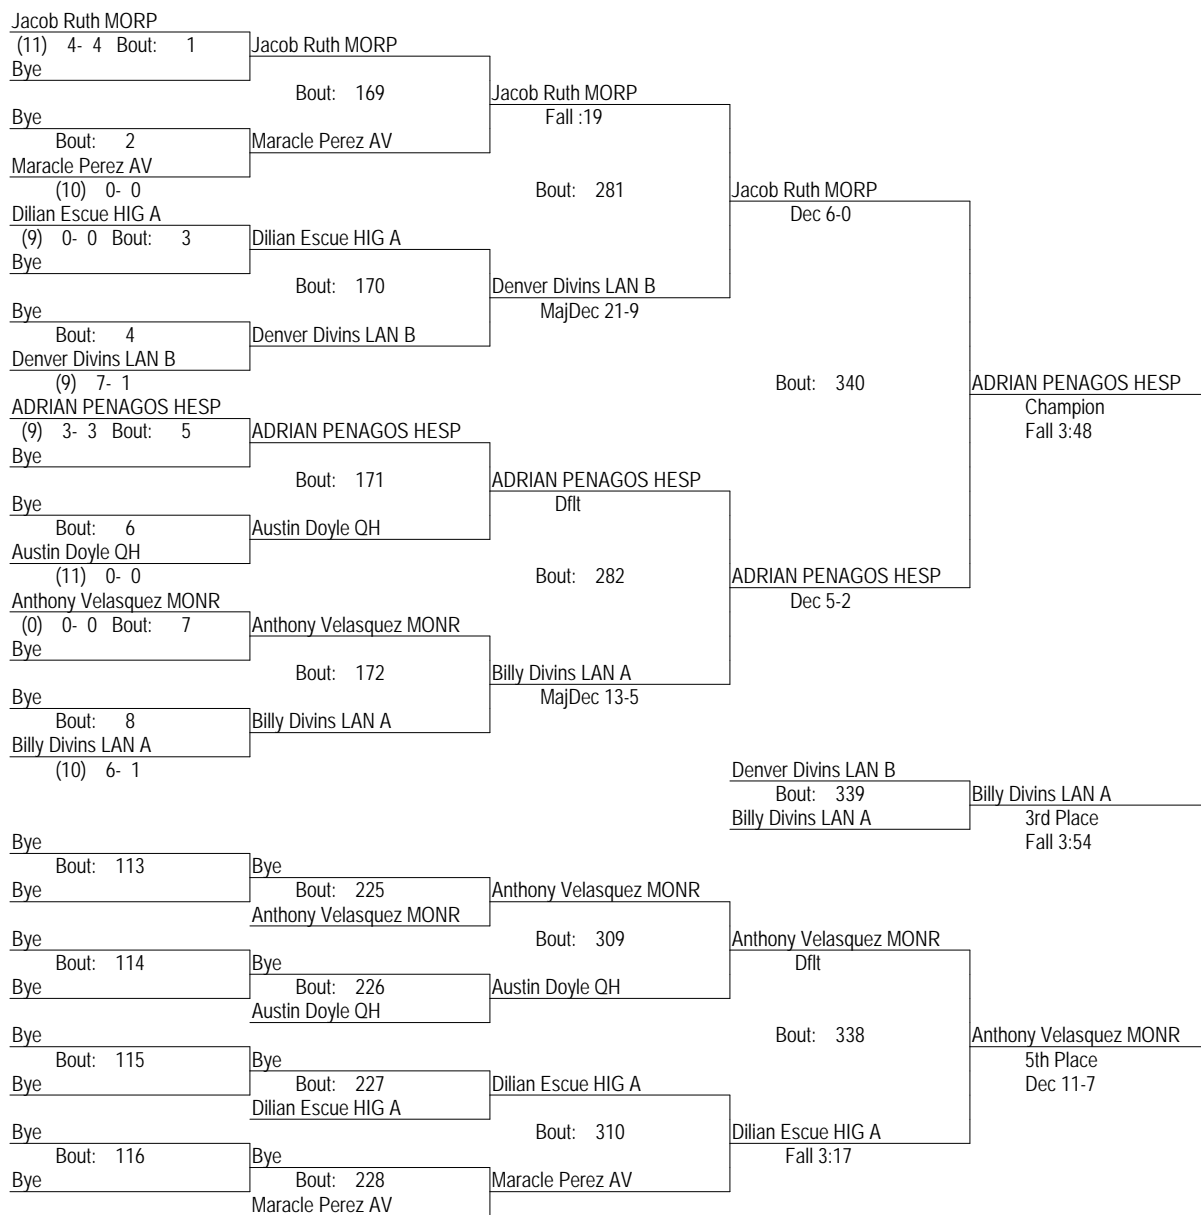 Jacob Ruth MORP
(11) 4- 4 Bout: 1
Jacob Ruth MORP
Bye
Bout: 169
Jacob Ruth MORP
Fall :19
Bye
Bout: 2
Maracle Perez AV
Maracle Perez AV
(10) 0- 0
Bout: 281
Jacob Ruth MORP
Dec 6-0
Dilian Escue HIG A
(9) 0- 0 Bout: 3
Dilian Escue HIG A
Bye
Bout: 170
Denver Divins LAN B
MajDec 21-9
Bye
Bout: 4
Denver Divins LAN B
Denver Divins LAN B
(9) 7- 1
Bout: 340
ADRIAN PENAGOS HESP
Champion
Fall 3:48
ADRIAN PENAGOS HESP
(9) 3- 3 Bout: 5
ADRIAN PENAGOS HESP
Bye
Bout: 171
ADRIAN PENAGOS HESP
Dflt
Bye
Bout: 6
Austin Doyle QH
Austin Doyle QH
(11) 0- 0
Bout: 282
ADRIAN PENAGOS HESP
Dec 5-2
Anthony Velasquez MONR
(0) 0- 0 Bout: 7
Anthony Velasquez MONR
Bye
Bout: 172
Billy Divins LAN A
MajDec 13-5
Bye
Bout: 8
Billy Divins LAN A
Billy Divins LAN A
(10) 6- 1
Denver Divins LAN B
Bout: 339
Billy Divins LAN A
Billy Divins LAN A
3rd Place
Fall 3:54
Bye
Bout: 113
Bye
Bye
Bout: 225
Anthony Velasquez MONR
Anthony Velasquez MONR
Bout: 309
Anthony Velasquez MONR
Dflt
Bye
Bout: 114
Bye
Bye
Bout: 226
Austin Doyle QH
Austin Doyle QH
Bout: 338
Anthony Velasquez MONR
5th Place
Dec 11-7
Bye
Bout: 115
Bye
Bye
Bout: 227
Dilian Escue HIG A
Dilian Escue HIG A
Bout: 310
Dilian Escue HIG A
Fall 3:17
Bye
Bout: 116
Bye
Bye
Bout: 228
Maracle Perez AV
Maracle Perez AV